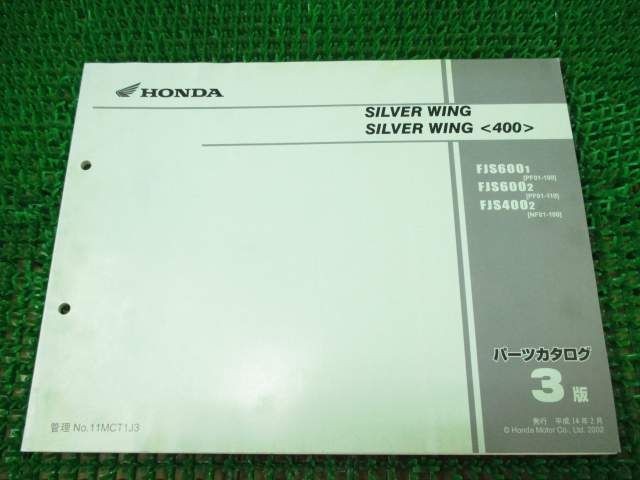 HONDA
SILVER WING
SILVER WING <400>
FJS6001
[PF01-100]
FJS6002
[PF01-110]
FJS4002
[NF01-100]
パーツカタログ
3版
管理 No.11MCT1J3
発行 平成14年2月
© Honda Motor Co., Ltd. 2002